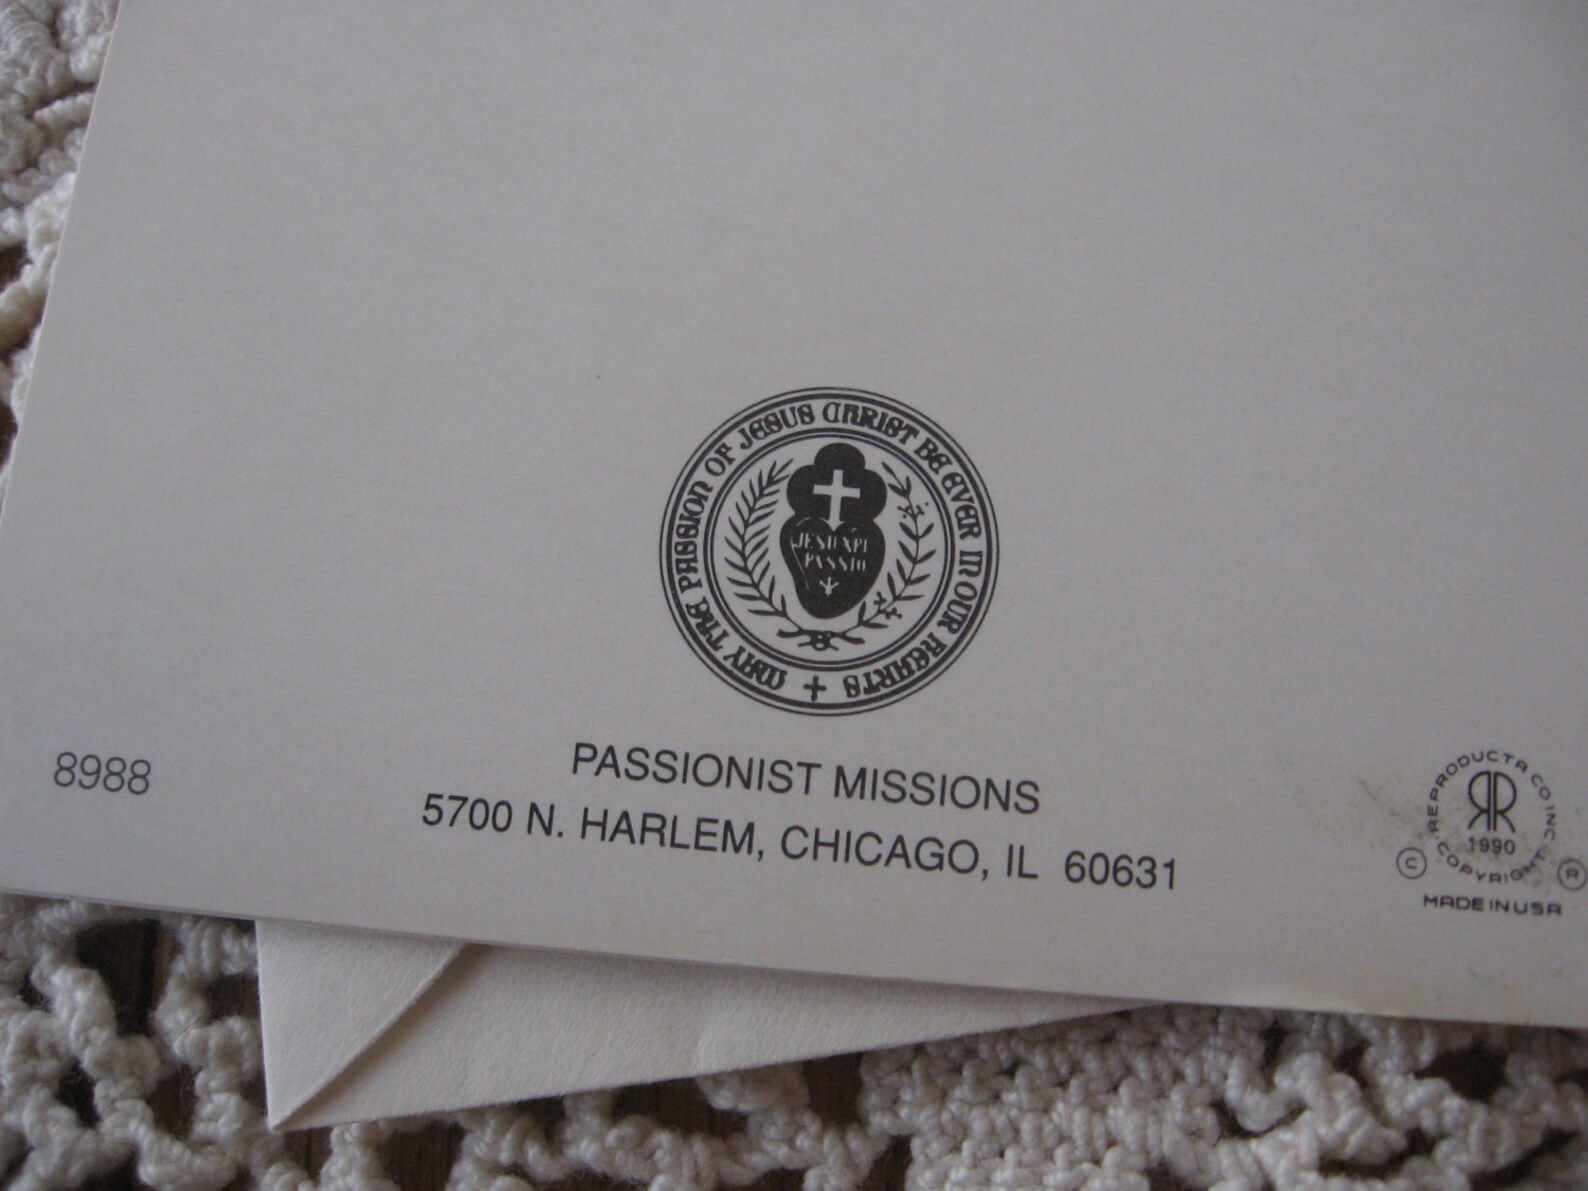 MAY THE PASSION OF JESUS CHRIST BE EVER IN OUR HEARTS
JESU XPI
PASSIO
PASSIONIST MISSIONS
5700 N. HARLEM, CHICAGO, IL 60631
8988
REPRODUCTA CO INC
RR
1990
© COPYRIGHT ®
MADE IN USA